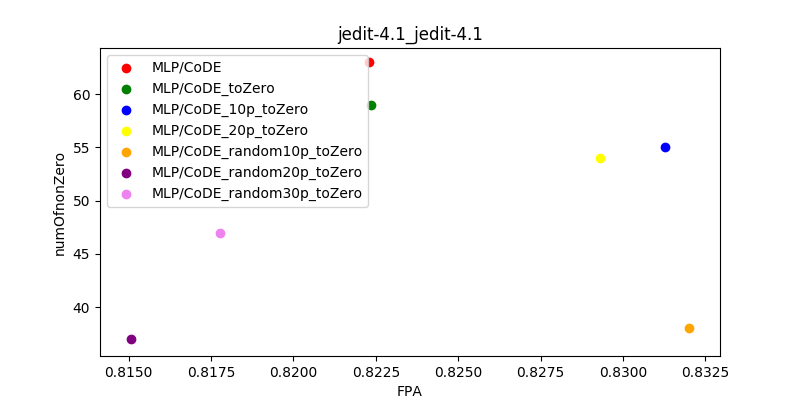 jedit-4.1_jedit-4.1
MLP/CoDE
MLP/CoDE_toZero
MLP/CoDE_10p_toZero
MLP/CoDE_20p_toZero
MLP/CoDE_random10p_toZero
MLP/CoDE_random20p_toZero
MLP/CoDE_random30p_toZero
numOfnonZero
60
55
50
45
40
0.8150 0.8175 0.8200 0.8225 0.8250 0.8275 0.8300 0.8325
FPA